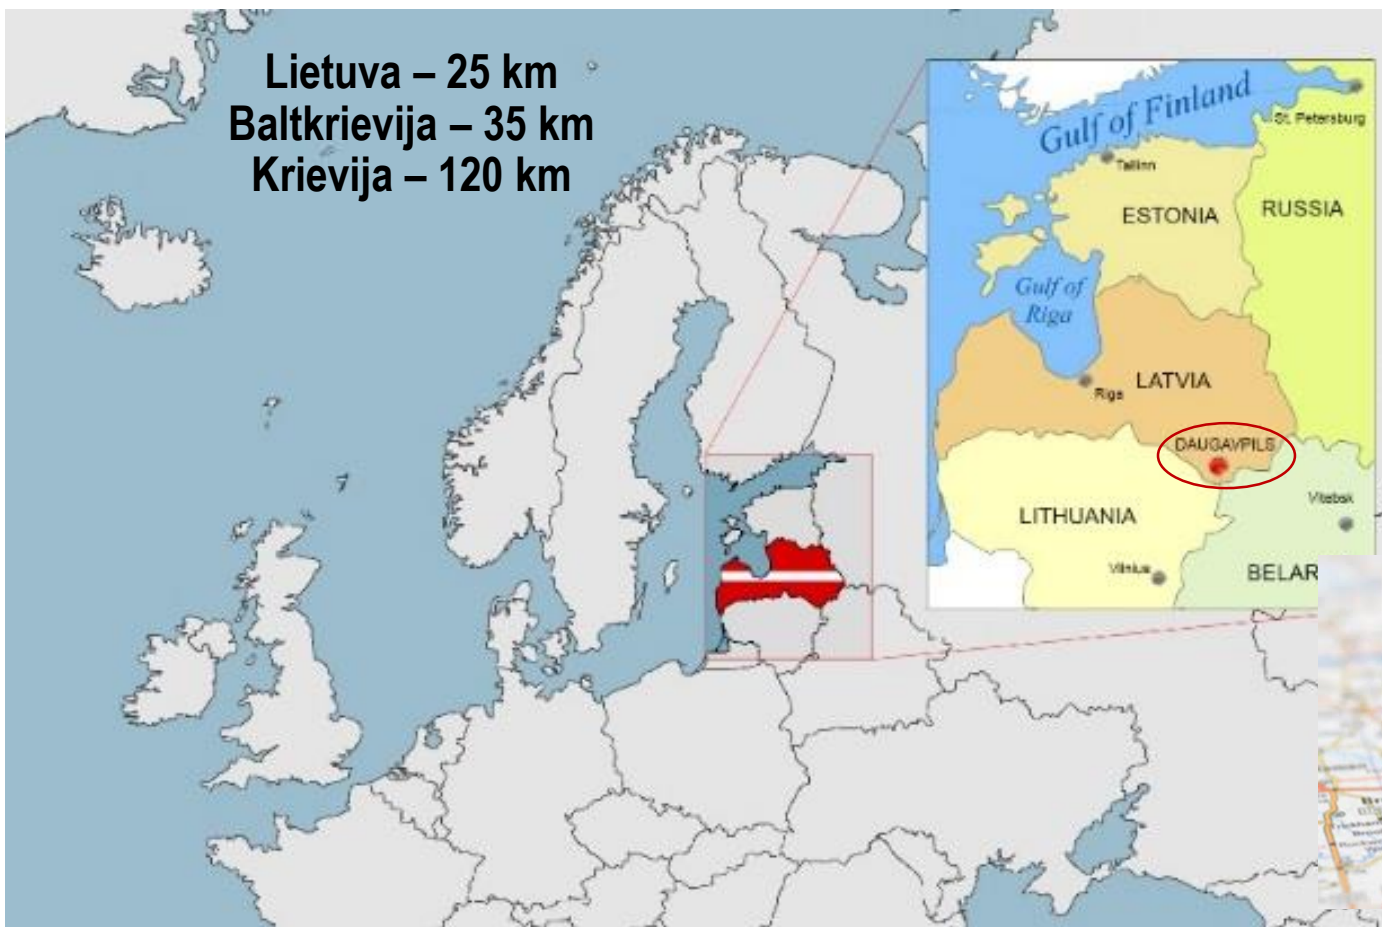 Lietuva – 25 km
Baltkrievija – 35 km
Krievija – 120 km
Gulf of Finland
St. Petersburg
Tallinn
ESTONIA
RUSSIA
Gulf of
Riga
Riga
LATVIA
DAUGAVPILS
LITHUANIA
Vitebsk
Vilnius
BELAR